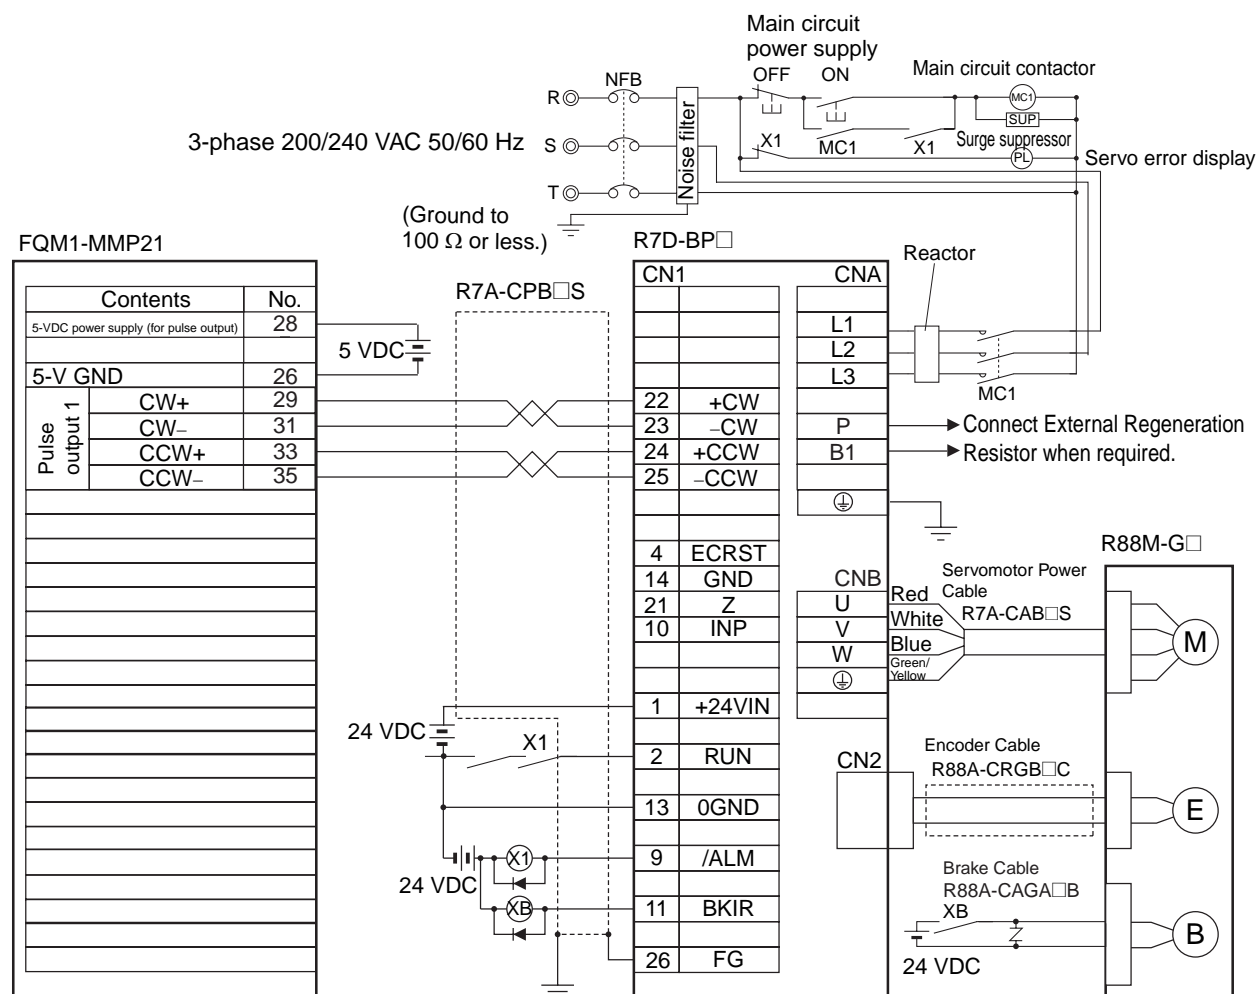 Main circuit
power supply
OFF ON
Main circuit contactor
NFB
R
MC1
SUP
3-phase 200/240 VAC 50/60 Hz
S
Noise filter
X1
MC1
X1
Surge suppressor
PL
Servo error display
T
(Ground to
100 Ω or less.)
FQM1-MMP21
R7D-BP□
Reactor
R7A-CPB□S
CN1
CNA
Contents No.
5-VDC power supply (for pulse output) 28
5 VDC
5-V GND 26
Pulse
output 1
CW+ 29
CW− 31
CCW+ 33
CCW− 35
22 +CW
23 −CW
24 +CCW
25 −CCW
4 ECRST
14 GND
21 Z
10 INP
1 +24VIN
2 RUN
13 0GND
9 /ALM
11 BKIR
26 FG
L1
L2
L3
MC1
P
B1
Connect External Regeneration
Resistor when required.
R88M-G□
CNB
U
V
W
Red
White
Blue
Green/
Yellow
Servomotor Power
Cable
R7A-CAB□S
M
24 VDC
X1
X1
24 VDC
XB
CN2
Encoder Cable
R88A-CRGB□C
E
Brake Cable
R88A-CAGA□B
XB
24 VDC
B